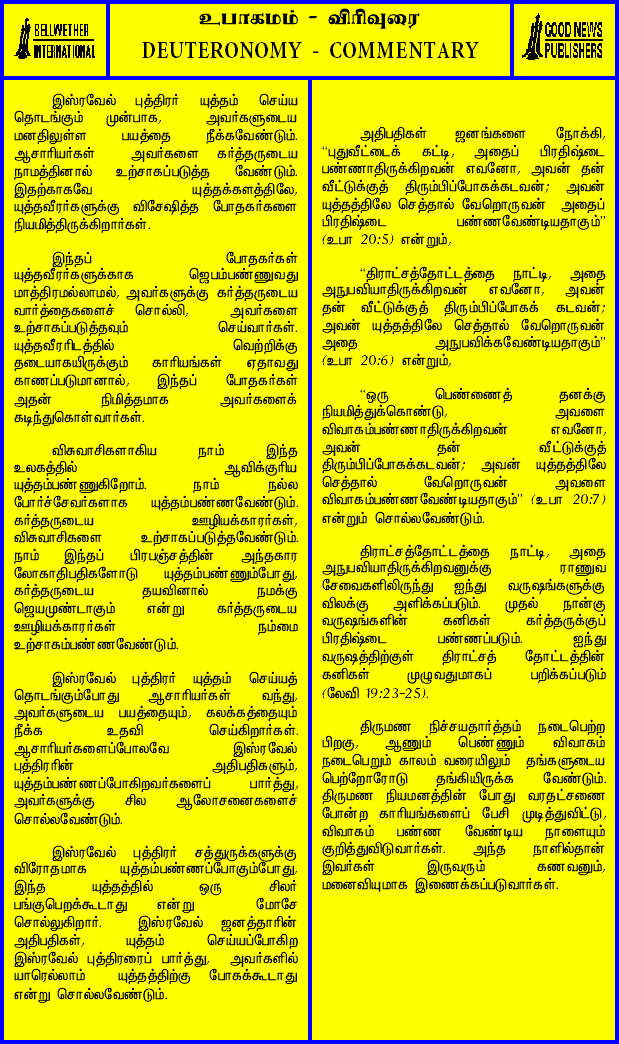 உபாகமம் - விரிவுரை
BELLWETHER
INTERNATIONAL
DEUTERONOMY - COMMENTARY
GOOD NEWS
PUBLISHERS
இஸ்ரவேல் புத்திரர் யுத்தம் செய்ய
தொடங்கும் முன்பாக, அவர்களுடைய
மனதிலுள்ள பயத்தை நீக்கவேண்டும்.
ஆசாரியர்கள் அவர்களை கர்த்தருடைய
நாமத்தினால் உற்சாகப்படுத்த வேண்டும்.
இதற்காகவே யுத்தக்களத்திலே,
யுத்தவீரர்களுக்கு விசேஷித்த போதகர்களை
நியமித்திருக்கிறார்கள்.
இந்தப் போதகர்கள்
யுத்தவீரர்களுக்காக ஜெபம்பண்ணுவது
மாத்திரமல்லாமல், அவர்களுக்கு கர்த்தருடைய
வார்த்தைகளைச் சொல்லி, அவர்களை
உற்சாகப்படுத்தவும் செய்வார்கள்.
யுத்தவீரரிடத்தில் வெற்றிக்கு
தடையாகயிருக்கும் காரியங்கள் ஏதாவது
காணப்படுமானால், இந்தப் போதகர்கள்
அதன் நிமித்தமாக அவர்களைக்
கடிந்துகொள்வார்கள்.
விசுவாசிகளாகிய நாம் இந்த
உலகத்தில் ஆவிக்குரிய
யுத்தம்பண்ணுகிறோம். நாம் நல்ல
போர்ச்சேவர்களாக யுத்தம்பண்ணவேண்டும்.
கர்த்தருடைய ஊழியக்காரர்கள்,
விசுவாசிகளை உற்சாகப்படுத்தவேண்டும்.
நாம் இந்தப் பிரபஞ்சத்தின் அந்தகார
லோகாதிபதிகளோடு யுத்தம்பண்ணும்போது,
கர்த்தருடைய தயவினால் நமக்கு
ஜெயமுண்டாகும் என்று கர்த்தருடைய
ஊழியக்காரர்கள் நம்மை
உற்சாகம்பண்ணவேண்டும்.
இஸ்ரவேல் புத்திரர் யுத்தம் செய்யத்
தொடங்கும்போது ஆசாரியர்கள் வந்து,
அவர்களுடைய பயத்தையும், கலக்கத்தையும்
நீக்க உதவி செய்கிறார்கள்.
ஆசாரியர்களைப்போலவே இஸ்ரவேல்
புத்திரரின் அதிபதிகளும்,
யுத்தம்பண்ணப்போகிறவர்களைப் பார்த்து,
அவர்களுக்கு சில ஆலோசனைகளைச்
சொல்லவேண்டும்.
இஸ்ரவேல் புத்திரர் சத்துருக்களுக்கு
விரோதமாக யுத்தம்பண்ணப்போகும்போது,
இந்த யுத்தத்தில் ஒரு சிலர்
பங்குபெறக்கூடாது என்று மோசே
சொல்லுகிறார். இஸ்ரவேல் ஜனத்தாரின்
அதிபதிகள், யுத்தம் செய்யப்போகிற
இஸ்ரவேல் புத்திரரைப் பார்த்து, அவர்களில்
யாரெல்லாம் யுத்தத்திற்கு போகக்கூடாது
என்று சொல்லவேண்டும்.
அதிபதிகள் ஜனங்களை நோக்கி,
“புதுவீட்டைக் கட்டி, அதைப் பிரதிஷ்டை
பண்ணாதிருக்கிறவன் எவனோ, அவன் தன்
வீட்டுக்குத் திரும்பிப்போகக்கடவன்; அவன்
யுத்தத்திலே செத்தால் வேறொருவன் அதைப்
பிரதிஷ்டை பண்ணவேண்டியதாகும்”
(உபா 20:5) என்றும்,
“திராட்சத்தோட்டத்தை நாட்டி, அதை
அநுபவியாதிருக்கிறவன் எவனோ, அவன்
தன் வீட்டுக்குத் திரும்பிப்போகக் கடவன்;
அவன் யுத்தத்திலே செத்தால் வேறொருவன்
அதை அநுபவிக்கவேண்டியதாகும்”
(உபா 20:6) என்றும்,
“ஒரு பெண்ணைத் தனக்கு
நியமித்துக்கொண்டு, அவளை
விவாகம்பண்ணாதிருக்கிறவன் எவனோ,
அவன் தன் வீட்டுக்குத்
திரும்பிப்போகக்கடவன்; அவன் யுத்தத்திலே
செத்தால் வேறொருவன் அவளை
விவாகம்பண்ணவேண்டியதாகும்” (உபா 20:7)
என்றும் சொல்லவேண்டும்.
திராட்சத்தோட்டத்தை நாட்டி, அதை
அநுபவியாதிருக்கிறவனுக்கு ராணுவ
சேவைகளிலிருந்து ஐந்து வருஷங்களுக்கு
விலக்கு அளிக்கப்படும். முதல் நான்கு
வருஷங்களின் கனிகள் கர்த்தருக்குப்
பிரதிஷ்டை பண்ணப்படும். ஐந்து
வருஷத்திற்குள் திராட்சத் தோட்டத்தின்
கனிகள் முழுவதுமாகப் பறிக்கப்படும்
(லேவி 19:23-25).
திருமண நிச்சயதார்த்தம் நடைபெற்ற
பிறகு, ஆணும் பெண்ணும் விவாகம்
நடைபெறும் காலம் வரையிலும் தங்களுடைய
பெற்றோரோடு தங்கியிருக்க வேண்டும்.
திருமண நியமனத்தின் போது வரதட்சணை
போன்ற காரியங்களைப் பேசி முடித்துவிட்டு,
விவாகம் பண்ண வேண்டிய நாளையும்
குறித்துவிடுவார்கள். அந்த நாளில்தான்
இவர்கள் இருவரும் கணவனும்,
மனைவியுமாக இணைக்கப்படுவார்கள்.